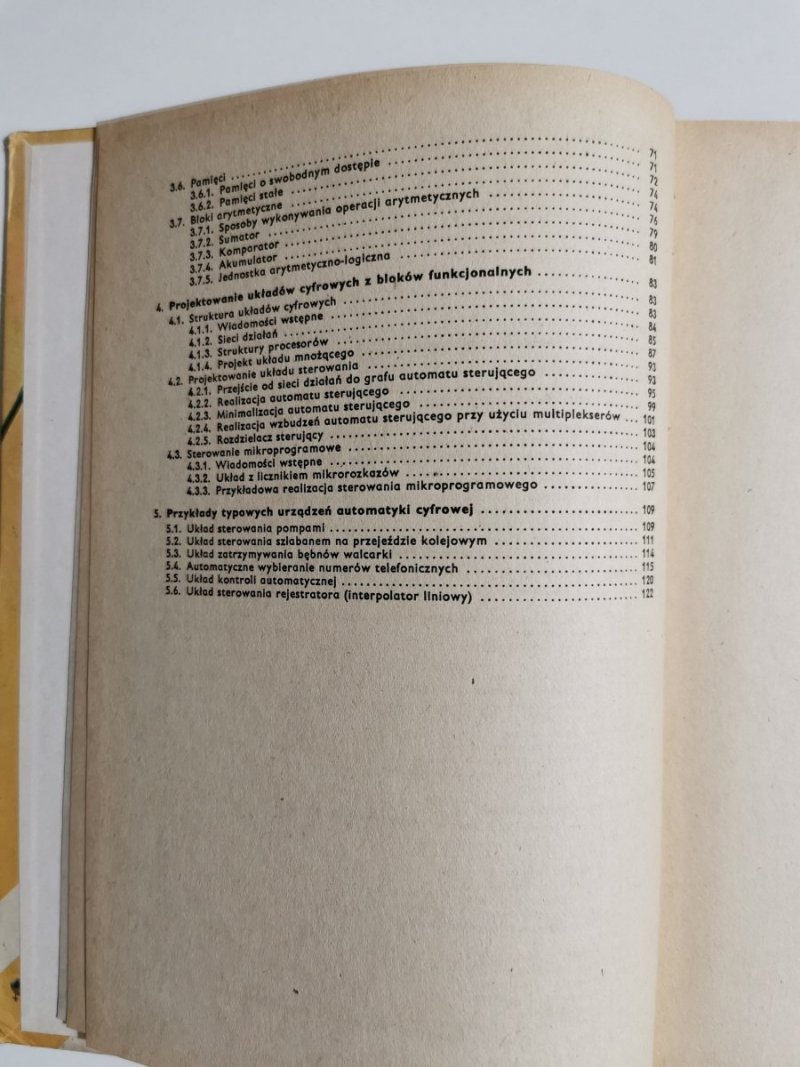 3.6. Pamięci 71
3.6.1. Pamięci o swobodnym dostępie 71
3.6.2. Pamięci stałe 72
3.7. Bloki arytmetyczne 74
3.7.1. Sposoby wykonywania operacji arytmetycznych 74
3.7.2. Sumator 76
3.7.3. Komparator 79
3.7.4. Akumulator 80
3.7.5. Jednostka arytmetyczno-logiczna 81
4. Projektowanie układów cyfrowych z bloków funkcjonalnych 83
4.1. Struktura układów cyfrowych 83
4.1.1. Wiadomości wstępne 83
4.1.2. Sieci działań 84
4.1.3. Struktury procesorów 85
4.1.4. Projekt układu mnożącego 87
4.2. Projektowanie układu sterowania 93
4.2.1. Przejście od sieci działań do grafu automatu sterującego 93
4.2.2. Realizacja automatu sterującego 95
4.2.3. Minimalizacja automatu sterującego 99
4.2.4. Realizacja wzbudzeń automatu sterującego przy użyciu multiplekserów ... 101
4.2.5. Rozdzielacz sterujący 103
4.3. Sterowanie mikroprogramowe 104
4.3.1. Wiadomości wstępne 104
4.3.2. Układ z licznikiem mikrorozkazów 105
4.3.3. Przykładowa realizacja sterowania mikroprogramowego 107
5. Przykłady typowych urządzeń automatyki cyfrowej 109
5.1. Układ sterowania pompami 109
5.2. Układ sterowania szlabanem na przejeździe kolejowym 111
5.3. Układ zatrzymywania bębnów walcarki 114
5.4. Automatyczne wybieranie numerów telefonicznych 115
5.5. Układ kontroli automatycznej 120
5.6. Układ sterowania rejestratora (interpolator liniowy) 122